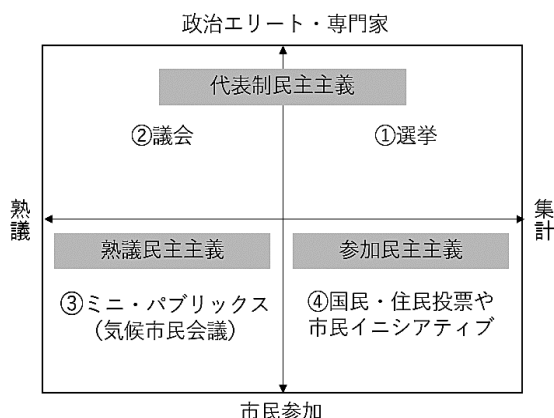 政治エリート・専門家
代表制民主主義
②議会
①選挙
熟議
集計
熟議民主主義
参加民主主義
③ミニ・パブリックス
(気候市民会議)
④国民・住民投票や
市民イニシアティブ
市民参加